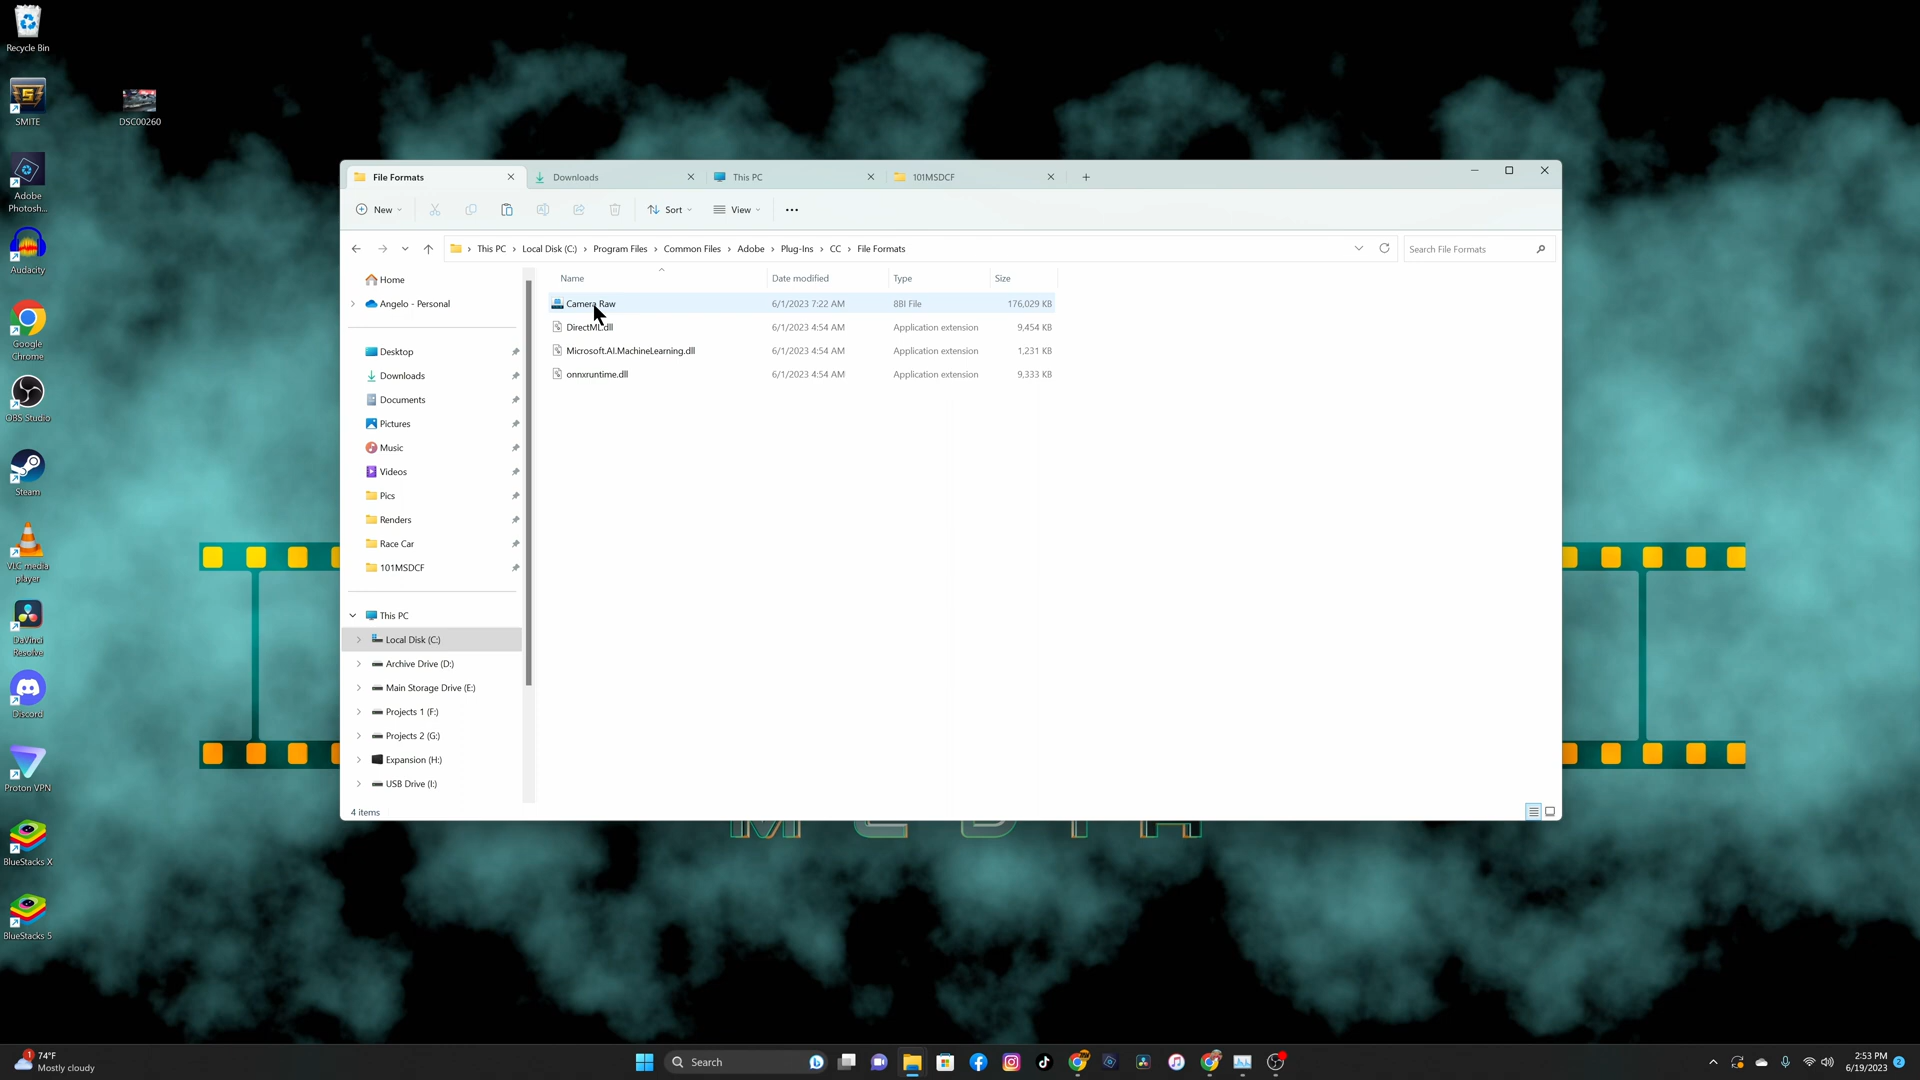 Recycle Bin
SMITE
DSC00260
Adobe
Photosh...
Audacity
Google
Chrome
OBS Studio
Steam
VLC media
player
DaVinci
Resolve
Discord
Proton VPN
BlueStacks X
BlueStacks 5
File Formats
Downloads
This PC
101MSDCF
New
Sort
View
This PC > Local Disk (C:) > Program Files > Common Files > Adobe > Plug-Ins > CC > File Formats
Search File Formats
Home
Angelo - Personal
Desktop
Downloads
Documents
Pictures
Music
Videos
Pics
Renders
Race Car
101MSDCF
This PC
Local Disk (C:)
Archive Drive (D:)
Main Storage Drive (E:)
Projects 1 (F:)
Projects 2 (G:)
Expansion (H:)
USB Drive (I:)
Name Date modified Type Size
Camera Raw 6/1/2023 7:22 AM 8BI File 176,029 KB
DirectML.dll 6/1/2023 4:54 AM Application extension 9,454 KB
Microsoft.AI.MachineLearning.dll 6/1/2023 4:54 AM Application extension 1,231 KB
onnxruntime.dll 6/1/2023 4:54 AM Application extension 9,333 KB
4 items
MEDIA
1
74°F
Mostly cloudy
Search
2:53 PM
6/19/2023
2